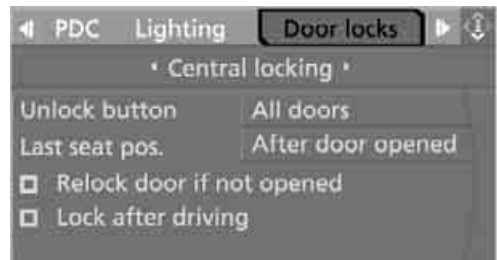 PDC Lighting Door locks
• Central locking •
Unlock button All doors
Last seat pos. After door opened
Relock door if not opened
Lock after driving